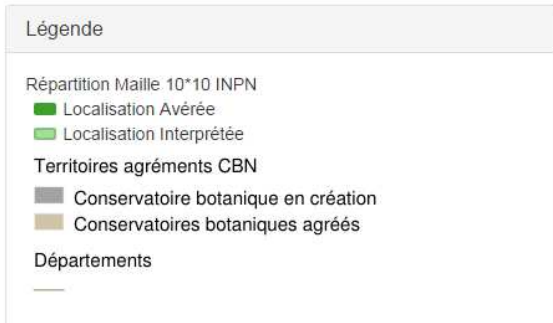 Légende
Répartition Maille 10*10 INPN
Localisation Avérée
Localisation Interprétée
Territoires agréments CBN
Conservatoire botanique en création
Conservatoires botaniques agréés
Départements